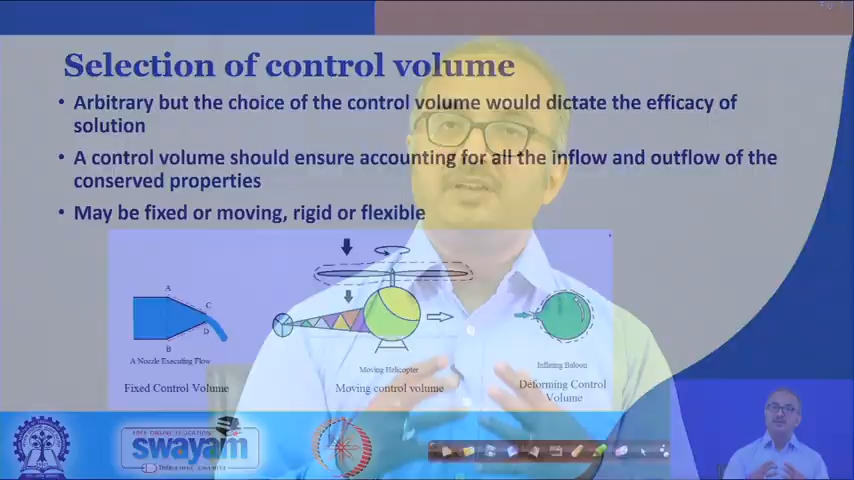 Selection of control volume
• Arbitrary but the choice of the control volume would dictate the efficacy of
solution
• A control volume should ensure accounting for all the inflow and outflow of the
conserved properties
• May be fixed or moving, rigid or flexible
A
C
D
B
A Nozzle Executing Flow
Fixed Control Volume
Moving Helicopter
Moving control volume
Inflating Baloon
Deforming Control
Volume
FREE ONLINE EDUCATION
swayam